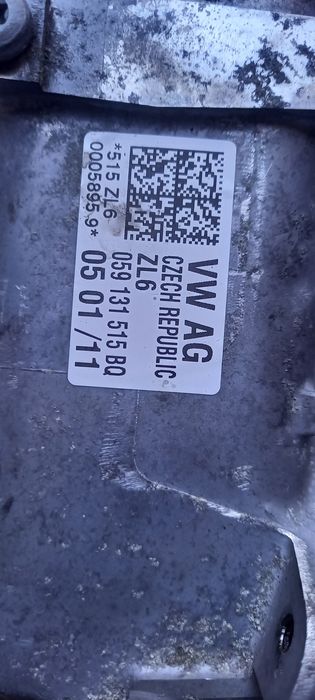 VW AG
CZECH REPUBLIC
ZL6
*515 ZL6 059 131 515 BQ
0005895 9* 05 01/11